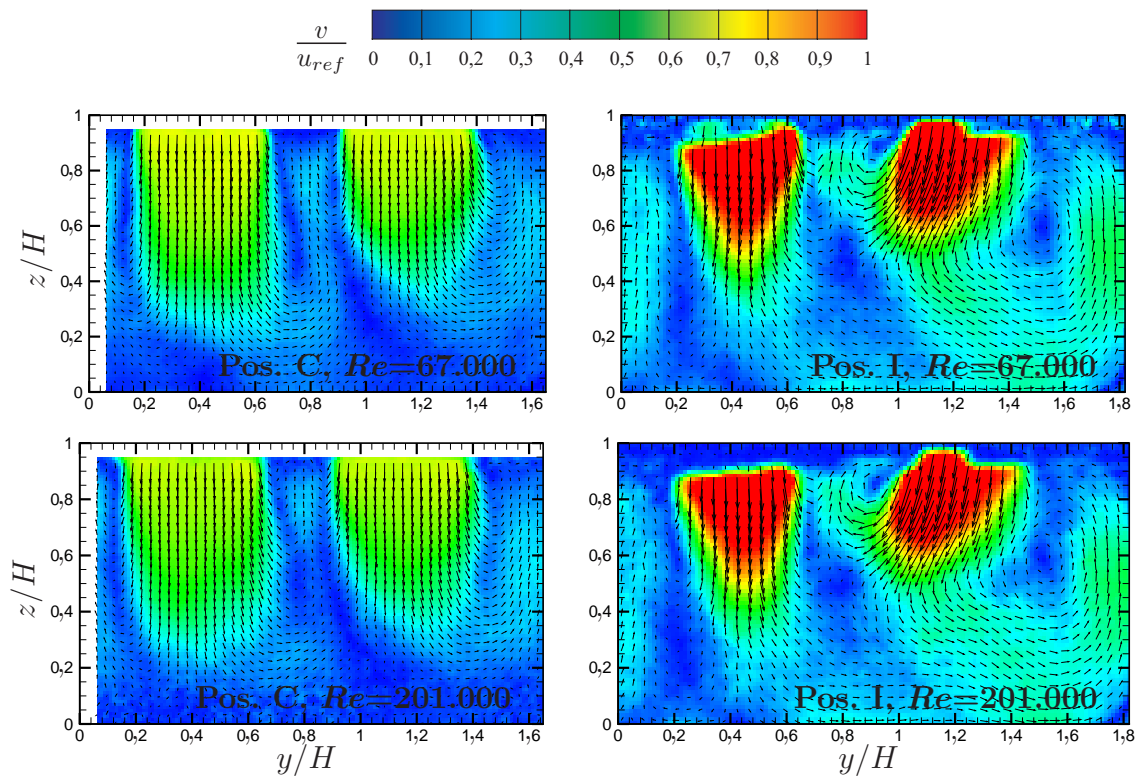 v
u_ref
0 0,1 0,2 0,3 0,4 0,5 0,6 0,7 0,8 0,9 1
1
0,8
0,6
0,4
0,2
0
z/H
Pos. C, Re=67.000
0 0,2 0,4 0,6 0,8 1 1,2 1,4 1,6
1
0,8
0,6
0,4
0,2
0
Pos. I, Re=67.000
0 0,2 0,4 0,6 0,8 1 1,2 1,4 1,6 1,8
1
0,8
0,6
0,4
0,2
0
z/H
Pos. C, Re=201.000
0 0,2 0,4 0,6 0,8 1 1,2 1,4 1,6
y/H
1
0,8
0,6
0,4
0,2
0
Pos. I, Re=201.000
0 0,2 0,4 0,6 0,8 1 1,2 1,4 1,6 1,8
y/H